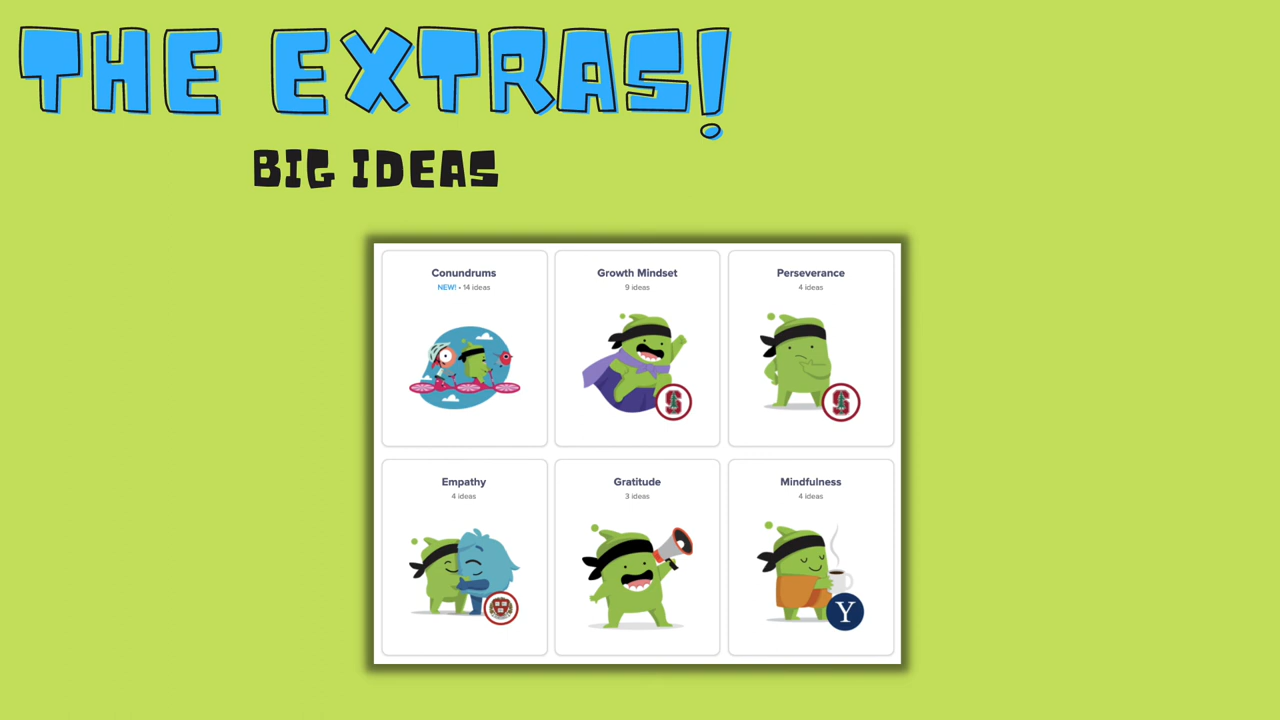 THE EXTRAS!
BIG IDEAS
Conundrums
NEW! • 14 ideas
Growth Mindset
9 ideas
Perseverance
4 ideas
Empathy
4 ideas
Gratitude
3 ideas
Mindfulness
4 ideas
S
S
Y